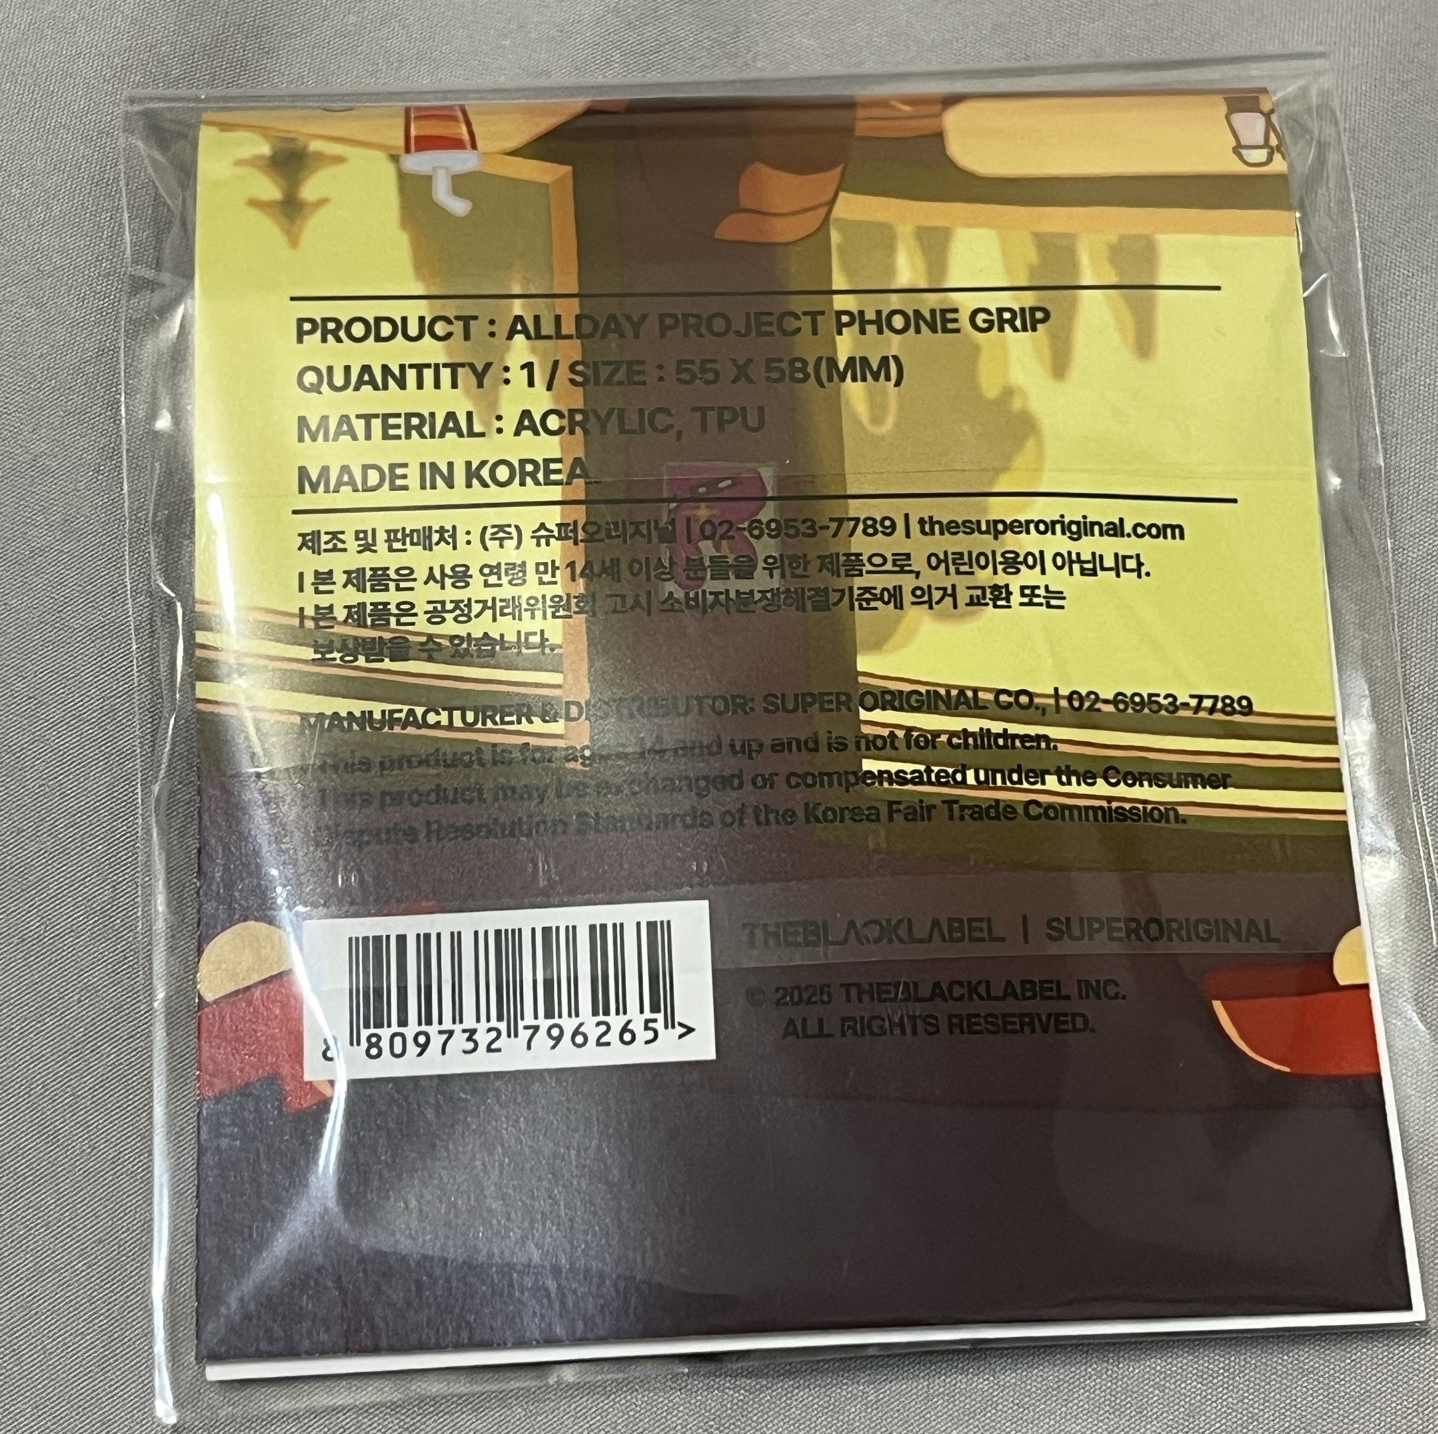 PRODUCT : ALLDAY PROJECT PHONE GRIP
QUANTITY : 1 / SIZE : 55 X 58(MM)
MATERIAL : ACRYLIC, TPU
MADE IN KOREA
제조 및 판매처 : (주) 슈퍼오리지널 | 02-6953-7789 | thesuperoriginal.com
| 본 제품은 사용 연령 만 14세 이상 분들을 위한 제품으로, 어린이용이 아닙니다.
| 본 제품은 공정거래위원회 고시 소비자분쟁해결기준에 의거 교환 또는
보상받을 수 있습니다.
MANUFACTURER & DISTRIBUTOR: SUPER ORIGINAL CO., | 02-6953-7789
This product is for ages 14 and up and is not for children.
This product may be exchanged or compensated under the Consumer
Dispute Resolution Standards of the Korea Fair Trade Commission.
THEBLACKLABEL | SUPERORIGINAL
© 2025 THEBLACKLABEL INC.
ALL RIGHTS RESERVED.
8 809732 796265 >